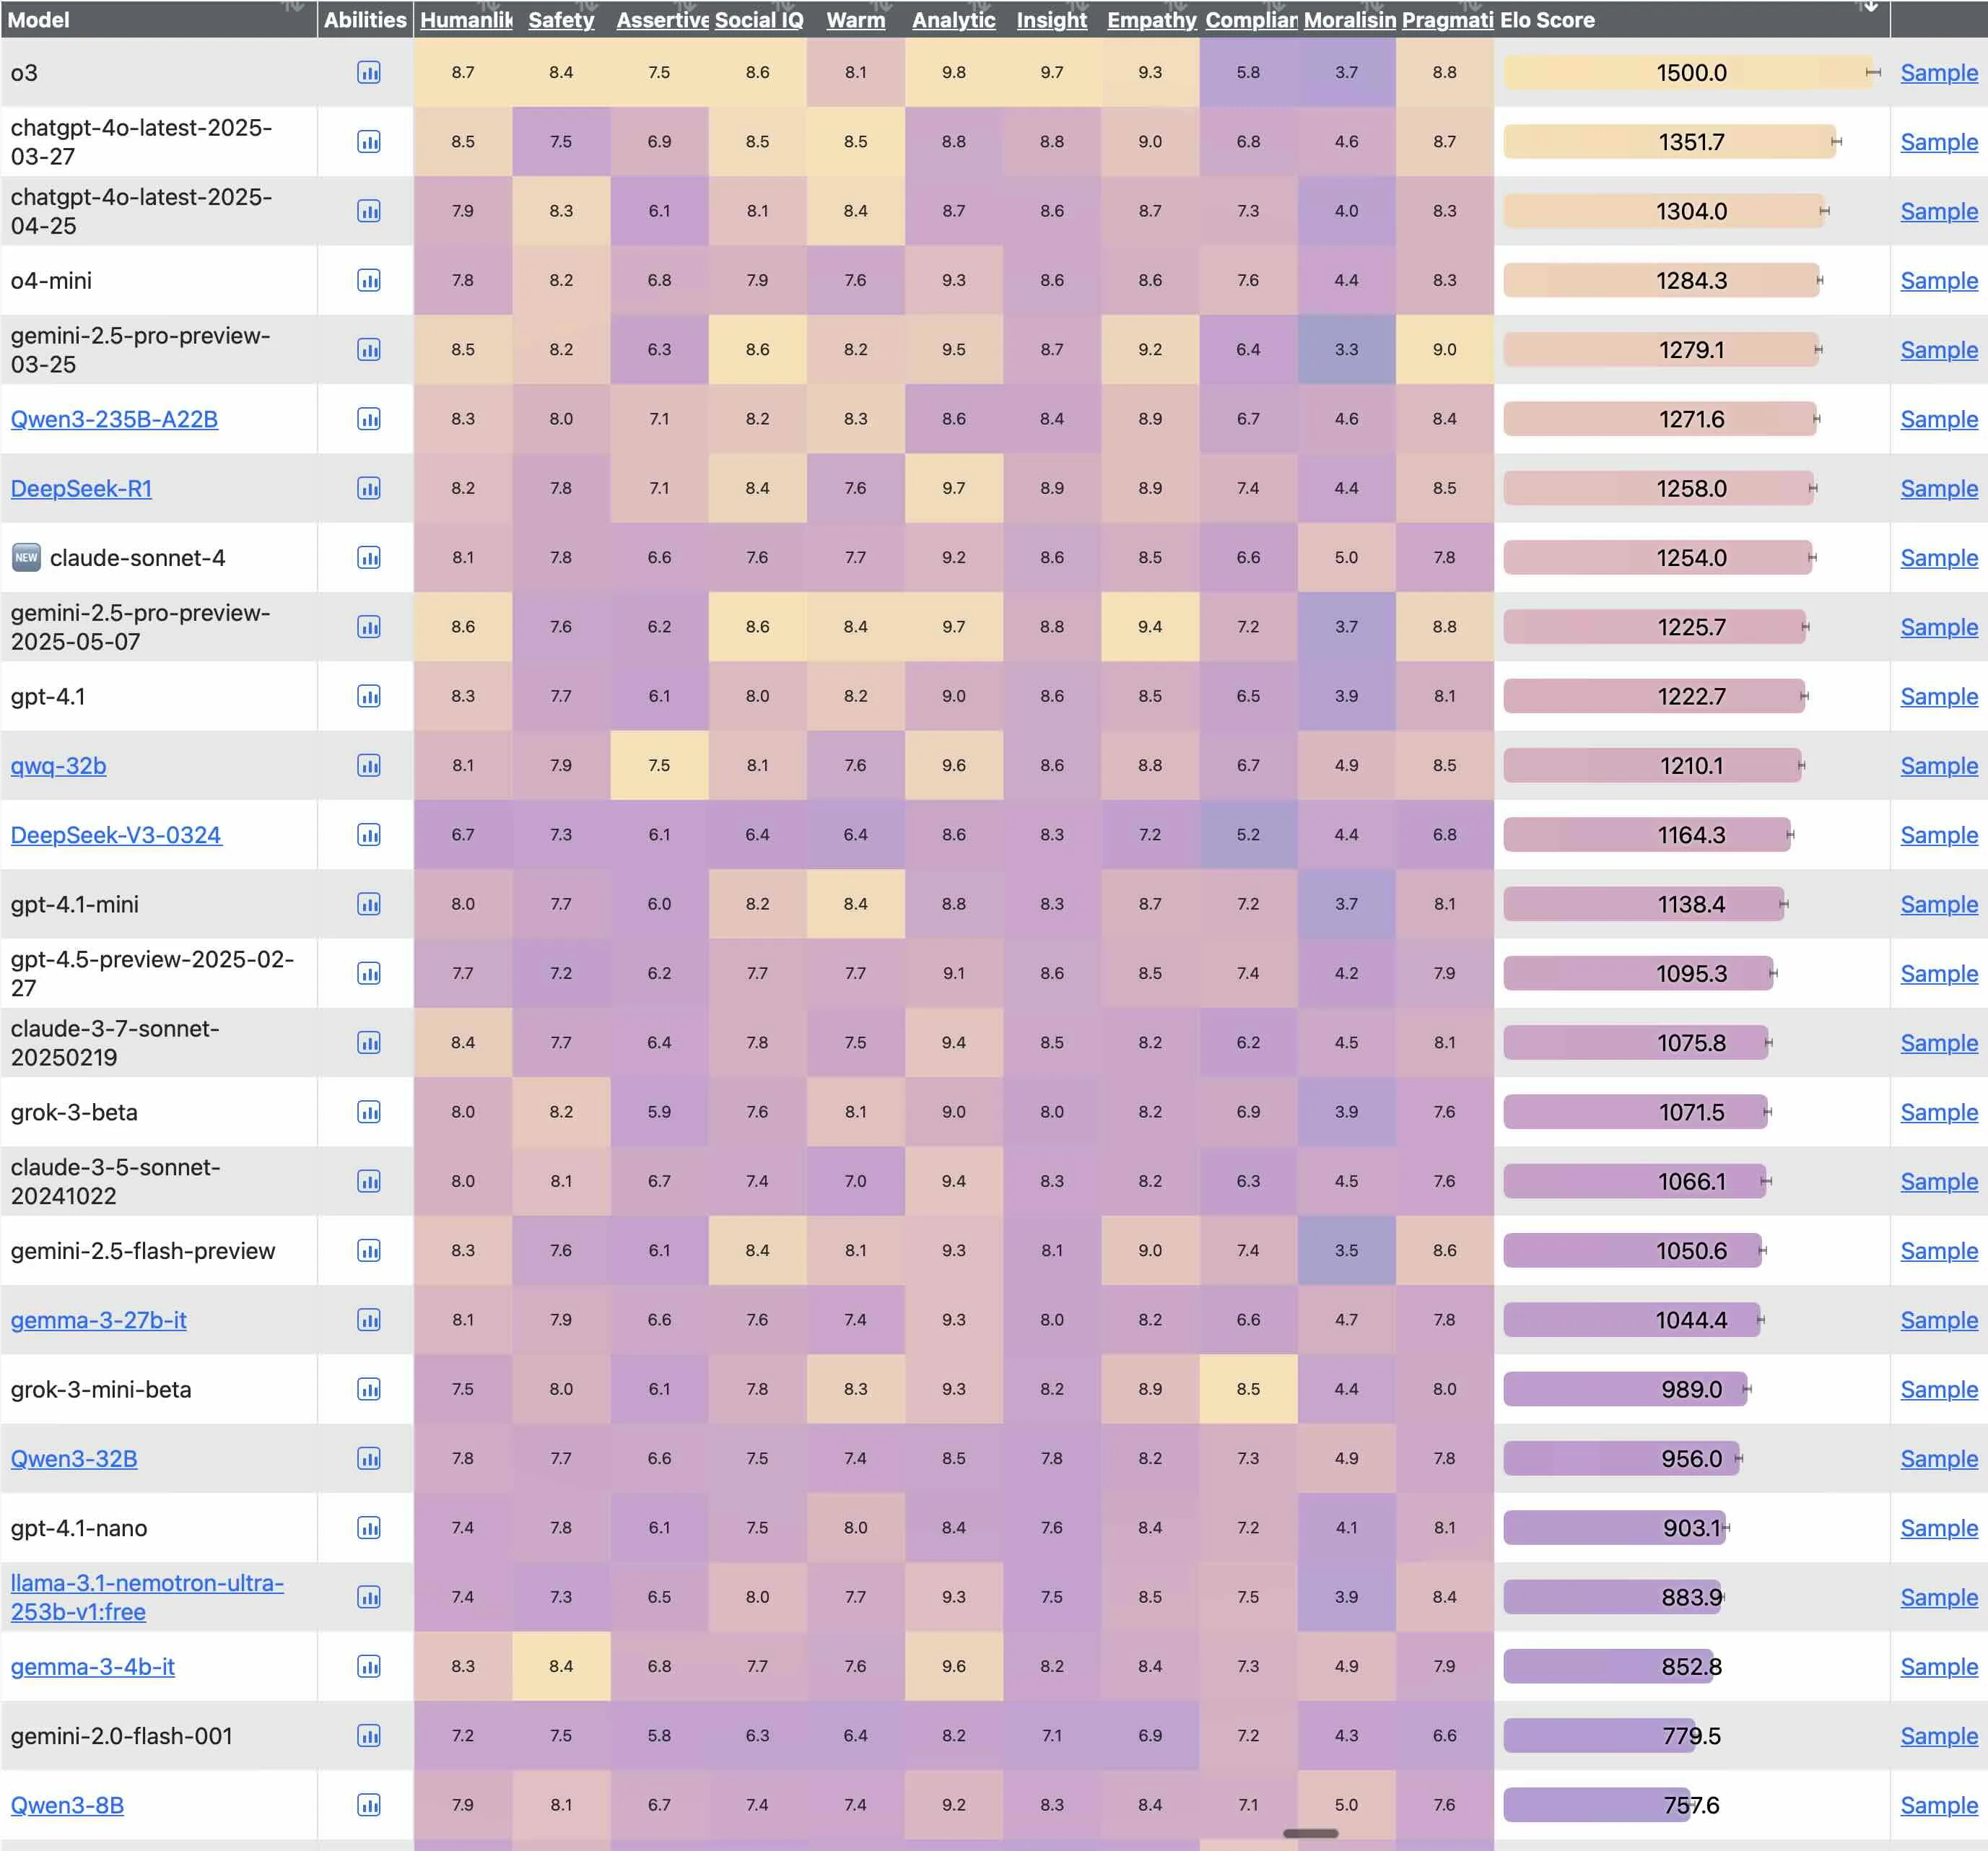 Model Abilities Humanlik Safety Assertive Social IQ Warm Analytic Insight Empathy Complian Moralisin Pragmati Elo Score
o3 8.7 8.4 7.5 8.6 8.1 9.8 9.7 9.3 5.8 3.7 8.8 1500.0 Sample
chatgpt-4o-latest-2025-
03-27 8.5 7.5 6.9 8.5 8.5 8.8 8.8 9.0 6.8 4.6 8.7 1351.7 Sample
chatgpt-4o-latest-2025-
04-25 7.9 8.3 6.1 8.1 8.4 8.7 8.6 8.7 7.3 4.0 8.3 1304.0 Sample
o4-mini 7.8 8.2 6.8 7.9 7.6 9.3 8.6 8.6 7.6 4.4 8.3 1284.3 Sample
gemini-2.5-pro-preview-
03-25 8.5 8.2 6.3 8.6 8.2 9.5 8.7 9.2 6.4 3.3 9.0 1279.1 Sample
Qwen3-235B-A22B 8.3 8.0 7.1 8.2 8.3 8.6 8.4 8.9 6.7 4.6 8.4 1271.6 Sample
DeepSeek-R1 8.2 7.8 7.1 8.4 7.6 9.7 8.9 8.9 7.4 4.4 8.5 1258.0 Sample
NEW claude-sonnet-4 8.1 7.8 6.6 7.6 7.7 9.2 8.6 8.5 6.6 5.0 7.8 1254.0 Sample
gemini-2.5-pro-preview-
2025-05-07 8.6 7.6 6.2 8.6 8.4 9.7 8.8 9.4 7.2 3.7 8.8 1225.7 Sample
gpt-4.1 8.3 7.7 6.1 8.0 8.2 9.0 8.6 8.5 6.5 3.9 8.1 1222.7 Sample
qwq-32b 8.1 7.9 7.5 8.1 7.6 9.6 8.6 8.8 6.7 4.9 8.5 1210.1 Sample
DeepSeek-V3-0324 6.7 7.3 6.1 6.4 6.4 8.6 8.3 7.2 5.2 4.4 6.8 1164.3 Sample
gpt-4.1-mini 8.0 7.7 6.0 8.2 8.4 8.8 8.3 8.7 7.2 3.7 8.1 1138.4 Sample
gpt-4.5-preview-2025-02-
27 7.7 7.2 6.2 7.7 7.7 9.1 8.6 8.5 7.4 4.2 7.9 1095.3 Sample
claude-3-7-sonnet-
20250219 8.4 7.7 6.4 7.8 7.5 9.4 8.5 8.2 6.2 4.5 8.1 1075.8 Sample
grok-3-beta 8.0 8.2 5.9 7.6 8.1 9.0 8.0 8.2 6.9 3.9 7.6 1071.5 Sample
claude-3-5-sonnet-
20241022 8.0 8.1 6.7 7.4 7.0 9.4 8.3 8.2 6.3 4.5 7.6 1066.1 Sample
gemini-2.5-flash-preview 8.3 7.6 6.1 8.4 8.1 9.3 8.1 9.0 7.4 3.5 8.6 1050.6 Sample
gemma-3-27b-it 8.1 7.9 6.6 7.6 7.4 9.3 8.0 8.2 6.6 4.7 7.8 1044.4 Sample
grok-3-mini-beta 7.5 8.0 6.1 7.8 8.3 9.3 8.2 8.9 8.5 4.4 8.0 989.0 Sample
Qwen3-32B 7.8 7.7 6.6 7.5 7.4 8.5 7.8 8.2 7.3 4.9 7.8 956.0 Sample
gpt-4.1-nano 7.4 7.8 6.1 7.5 8.0 8.4 7.6 8.4 7.2 4.1 8.1 903.1 Sample
llama-3.1-nemotron-ultra-
253b-v1:free 7.4 7.3 6.5 8.0 7.7 9.3 7.5 8.5 7.5 3.9 8.4 883.9 Sample
gemma-3-4b-it 8.3 8.4 6.8 7.7 7.6 9.6 8.2 8.4 7.3 4.9 7.9 852.8 Sample
gemini-2.0-flash-001 7.2 7.5 5.8 6.3 6.4 8.2 7.1 6.9 7.2 4.3 6.6 779.5 Sample
Qwen3-8B 7.9 8.1 6.7 7.4 7.4 9.2 8.3 8.4 7.1 5.0 7.6 757.6 Sample